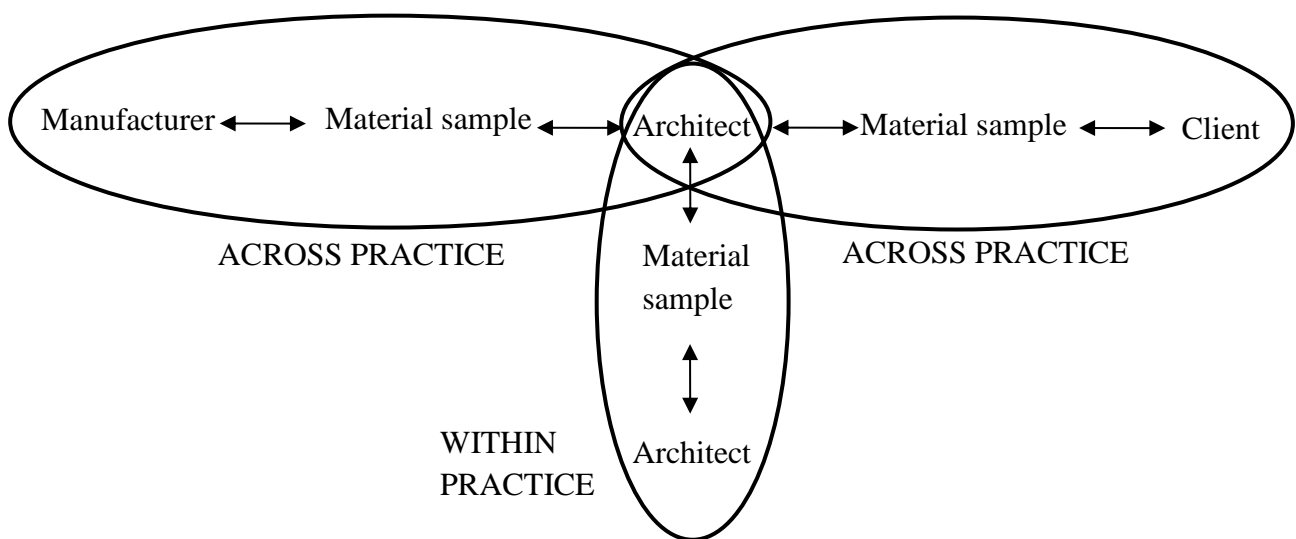 Manufacturer Material sample Architect Material sample Client
ACROSS PRACTICE ACROSS PRACTICE
Material
sample
WITHIN
PRACTICE
Architect